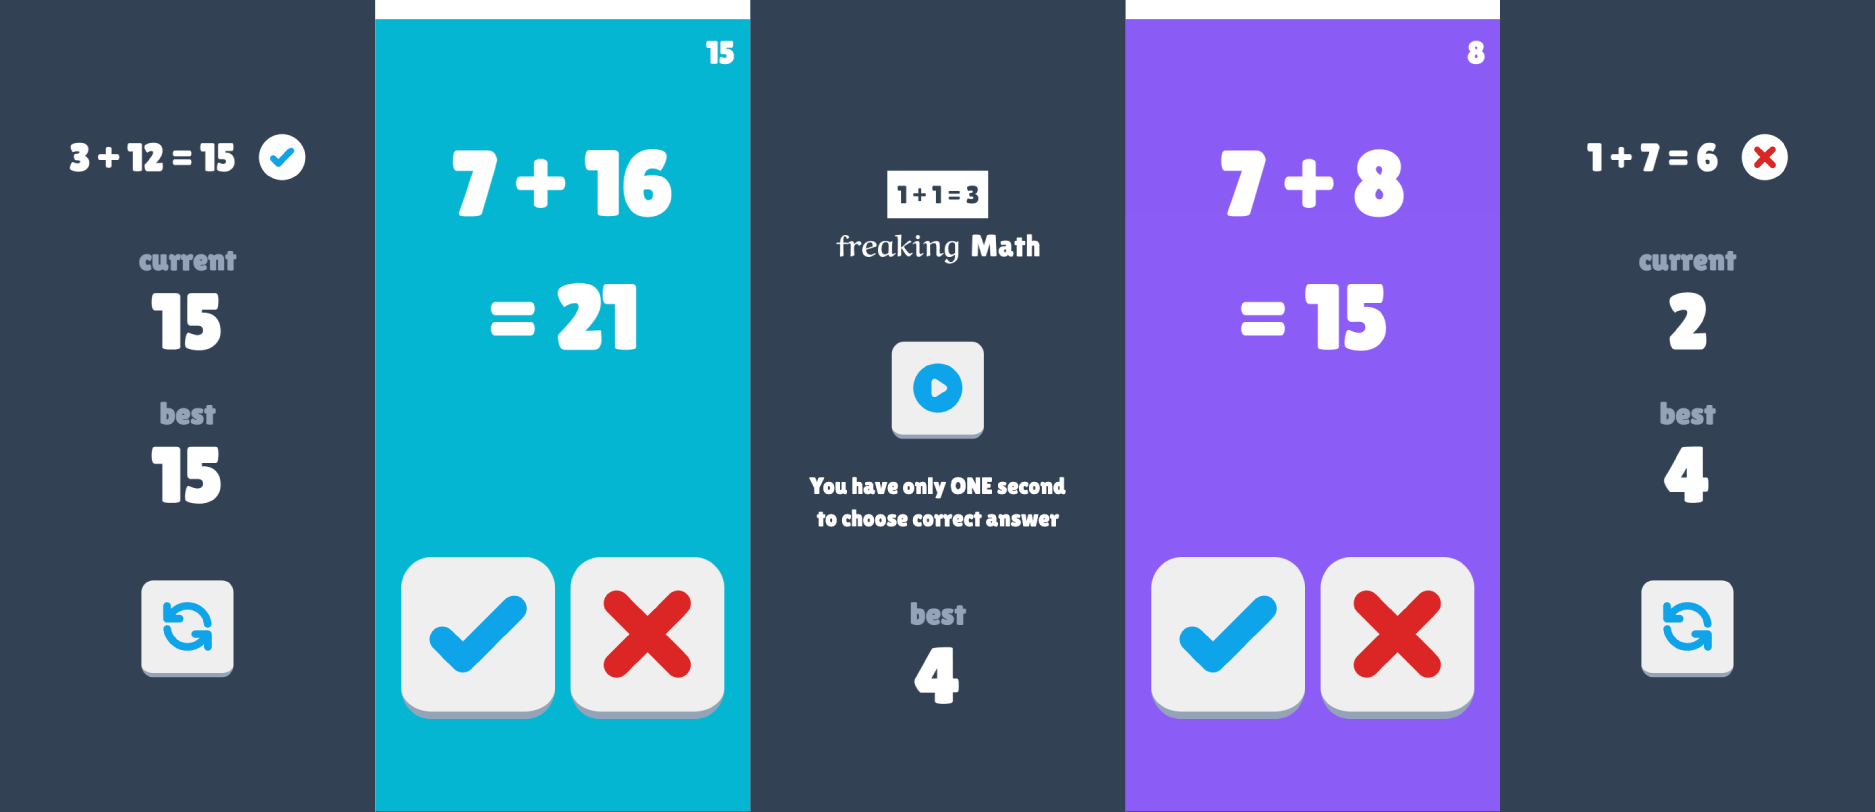 3 + 12 = 15
current
15
best
15
15
7 + 16
= 21
1 + 1 = 3
freaking Math
You have only ONE second
to choose correct answer
best
4
8
7 + 8
= 15
1 + 7 = 6
current
2
best
4